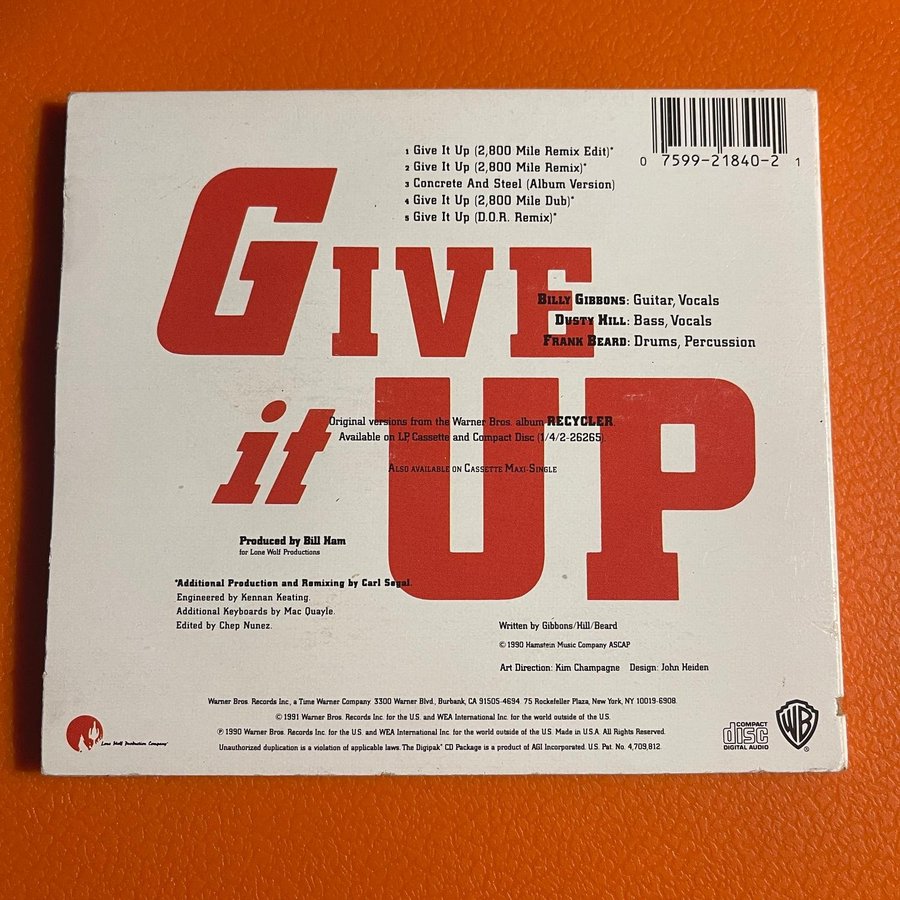 1 Give It Up (2,800 Mile Remix Edit)*
2 Give It Up (2,800 Mile Remix)*
3 Concrete And Steel (Album Version)
4 Give It Up (2,800 Mile Dub)*
5 Give It Up (D.O.R. Remix)*
0 7599-21840-2 1
GIVE
it UP
BILLY GIBBONS: Guitar, Vocals
DUSTY HILL: Bass, Vocals
FRANK BEARD: Drums, Percussion
Original versions from the Warner Bros. album RECYCLER
Available on LP, Cassette and Compact Disc (1/4/2-26265).
ALSO AVAILABLE ON CASSETTE MAXI-SINGLE
Produced by Bill Ham
for Lone Wolf Productions
*Additional Production and Remixing by Carl Segal.
Engineered by Kennan Keating.
Additional Keyboards by Mac Quayle.
Edited by Chep Nunez.
Written by Gibbons/Hill/Beard
© 1990 Hamstein Music Company ASCAP
Art Direction: Kim Champagne Design: John Heiden
Warner Bros. Records Inc., a Time Warner Company 3300 Warner Blvd., Burbank, CA 91505-4694 75 Rockefeller Plaza, New York, NY 10019-6908.
© 1991 Warner Bros. Records Inc. for the U.S. and WEA International Inc. for the world outside of the U.S.
℗ 1990 Warner Bros. Records Inc. for the U.S. and WEA International Inc. for the world outside of the U.S. Made in U.S.A. All Rights Reserved.
Unauthorized duplication is a violation of applicable laws. The Digipak® CD Package is a product of AGI Incorporated. U.S. Pat. No. 4,709,812.
Lone Wolf Production Company
COMPACT
disc
DIGITAL AUDIO
WB
®